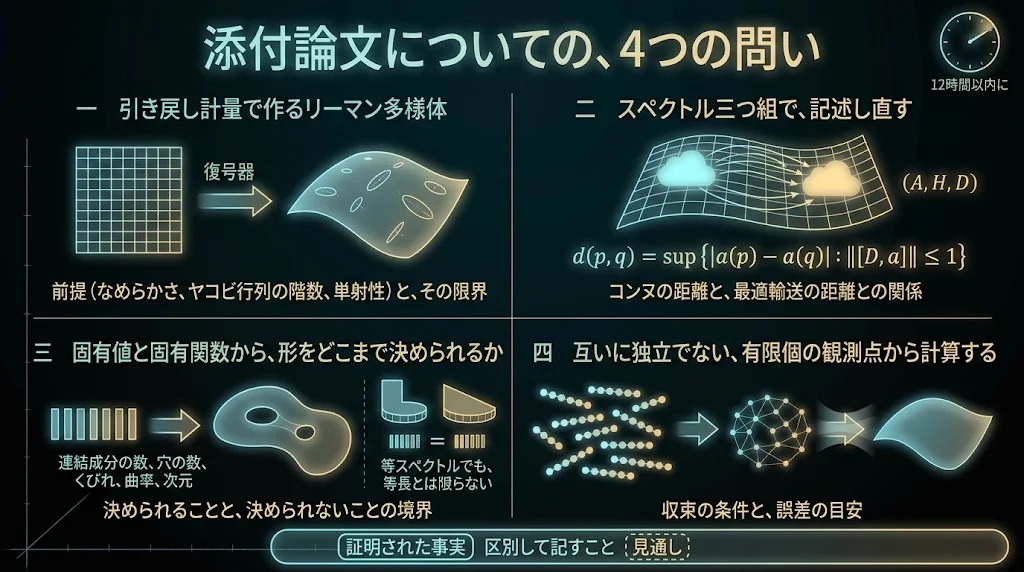 添付論文についての、4つの問い
12時間以内に
一 引き戻し計量で作るリーマン多様体
復号器
前提（なめらかさ、ヤコビ行列の階数、単射性）と、その限界
二 スペクトル三つ組で、記述し直す
(A, H, D)
d(p, q) = sup{|a(p) − a(q)| : ‖[D, a]‖ ≤ 1}
コンヌの距離と、最適輸送の距離との関係
三 固有値と固有関数から、形をどこまで決められるか
連結成分の数、穴の数、
くびれ、曲率、次元
=
等スペクトルでも、
等長とは限らない
決められることと、決められないことの境界
四 互いに独立でない、有限個の観測点から計算する
収束の条件と、誤差の目安
証明された事実 区別して記すこと 見通し